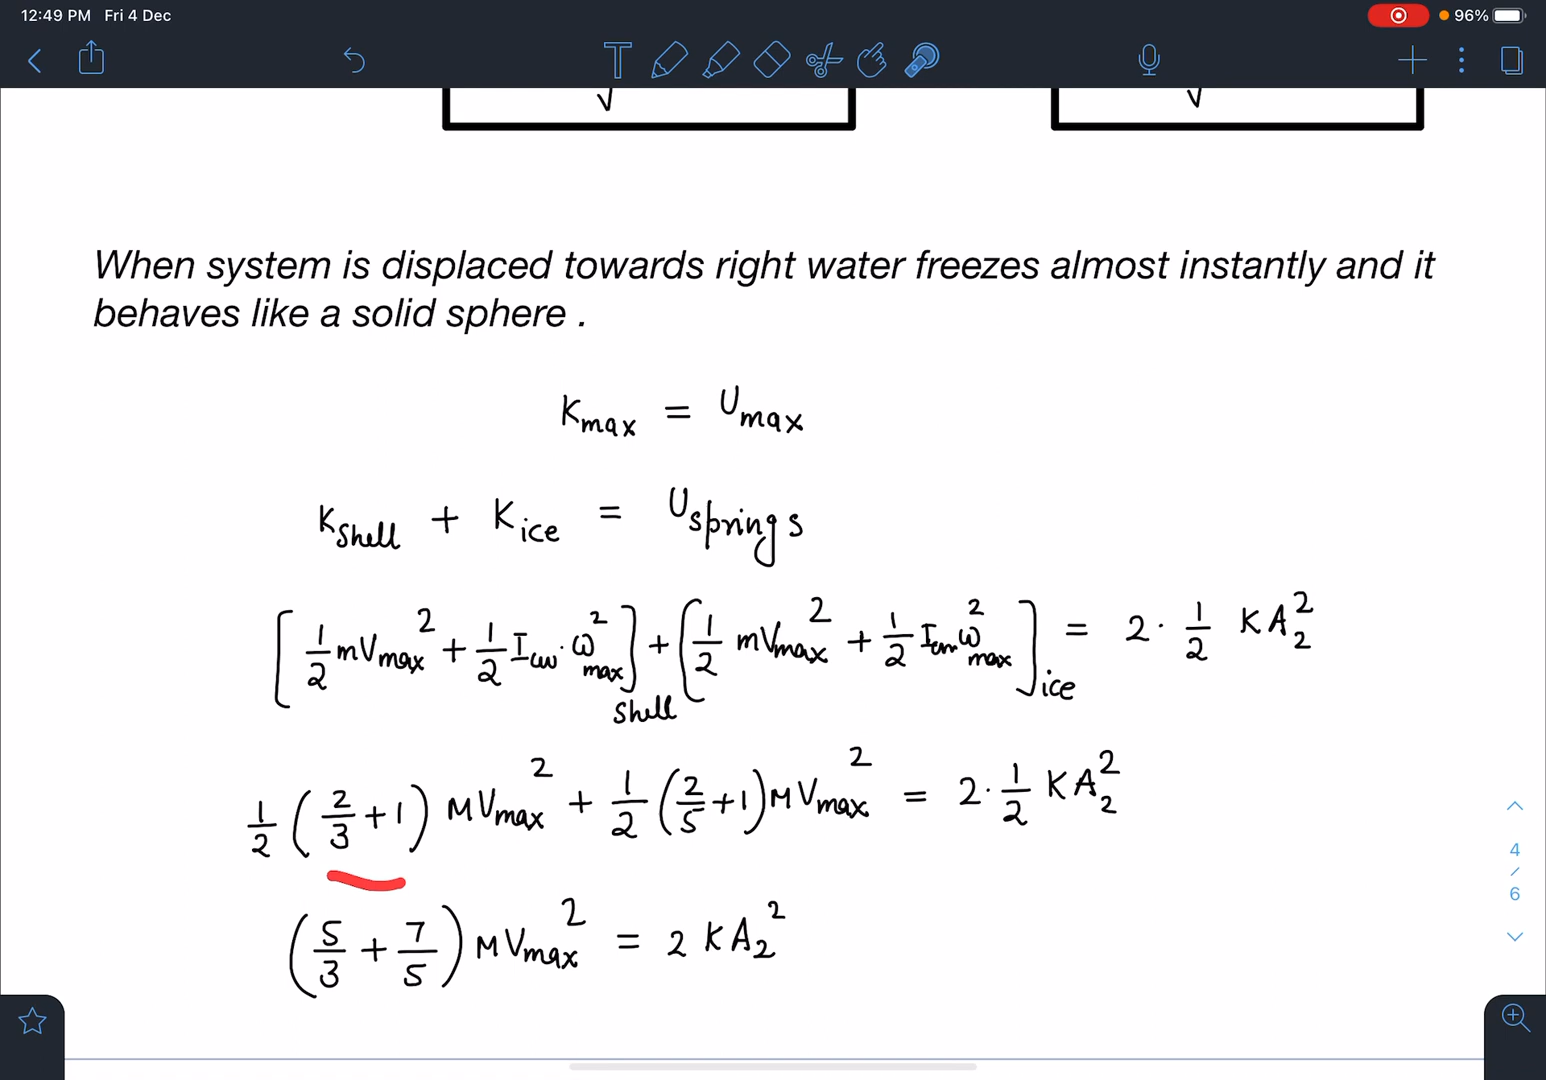 12:49 PM Fri 4 Dec 96%
When system is displaced towards right water freezes almost instantly and it
behaves like a solid sphere .
K_max = U_max
K_shell + K_ice = U_springs
[1/2 mV_max^2 + 1/2 I_cm · ω_max^2]_shell + [1/2 mV_max^2 + 1/2 I_cm ω_max^2]_ice = 2 · 1/2 KA_2^2
1/2 (2/3 + 1) MV_max^2 + 1/2 (2/5 + 1) MV_max^2 = 2 · 1/2 KA_2^2
(5/3 + 7/5) MV_max^2 = 2 KA_2^2
4
/
6